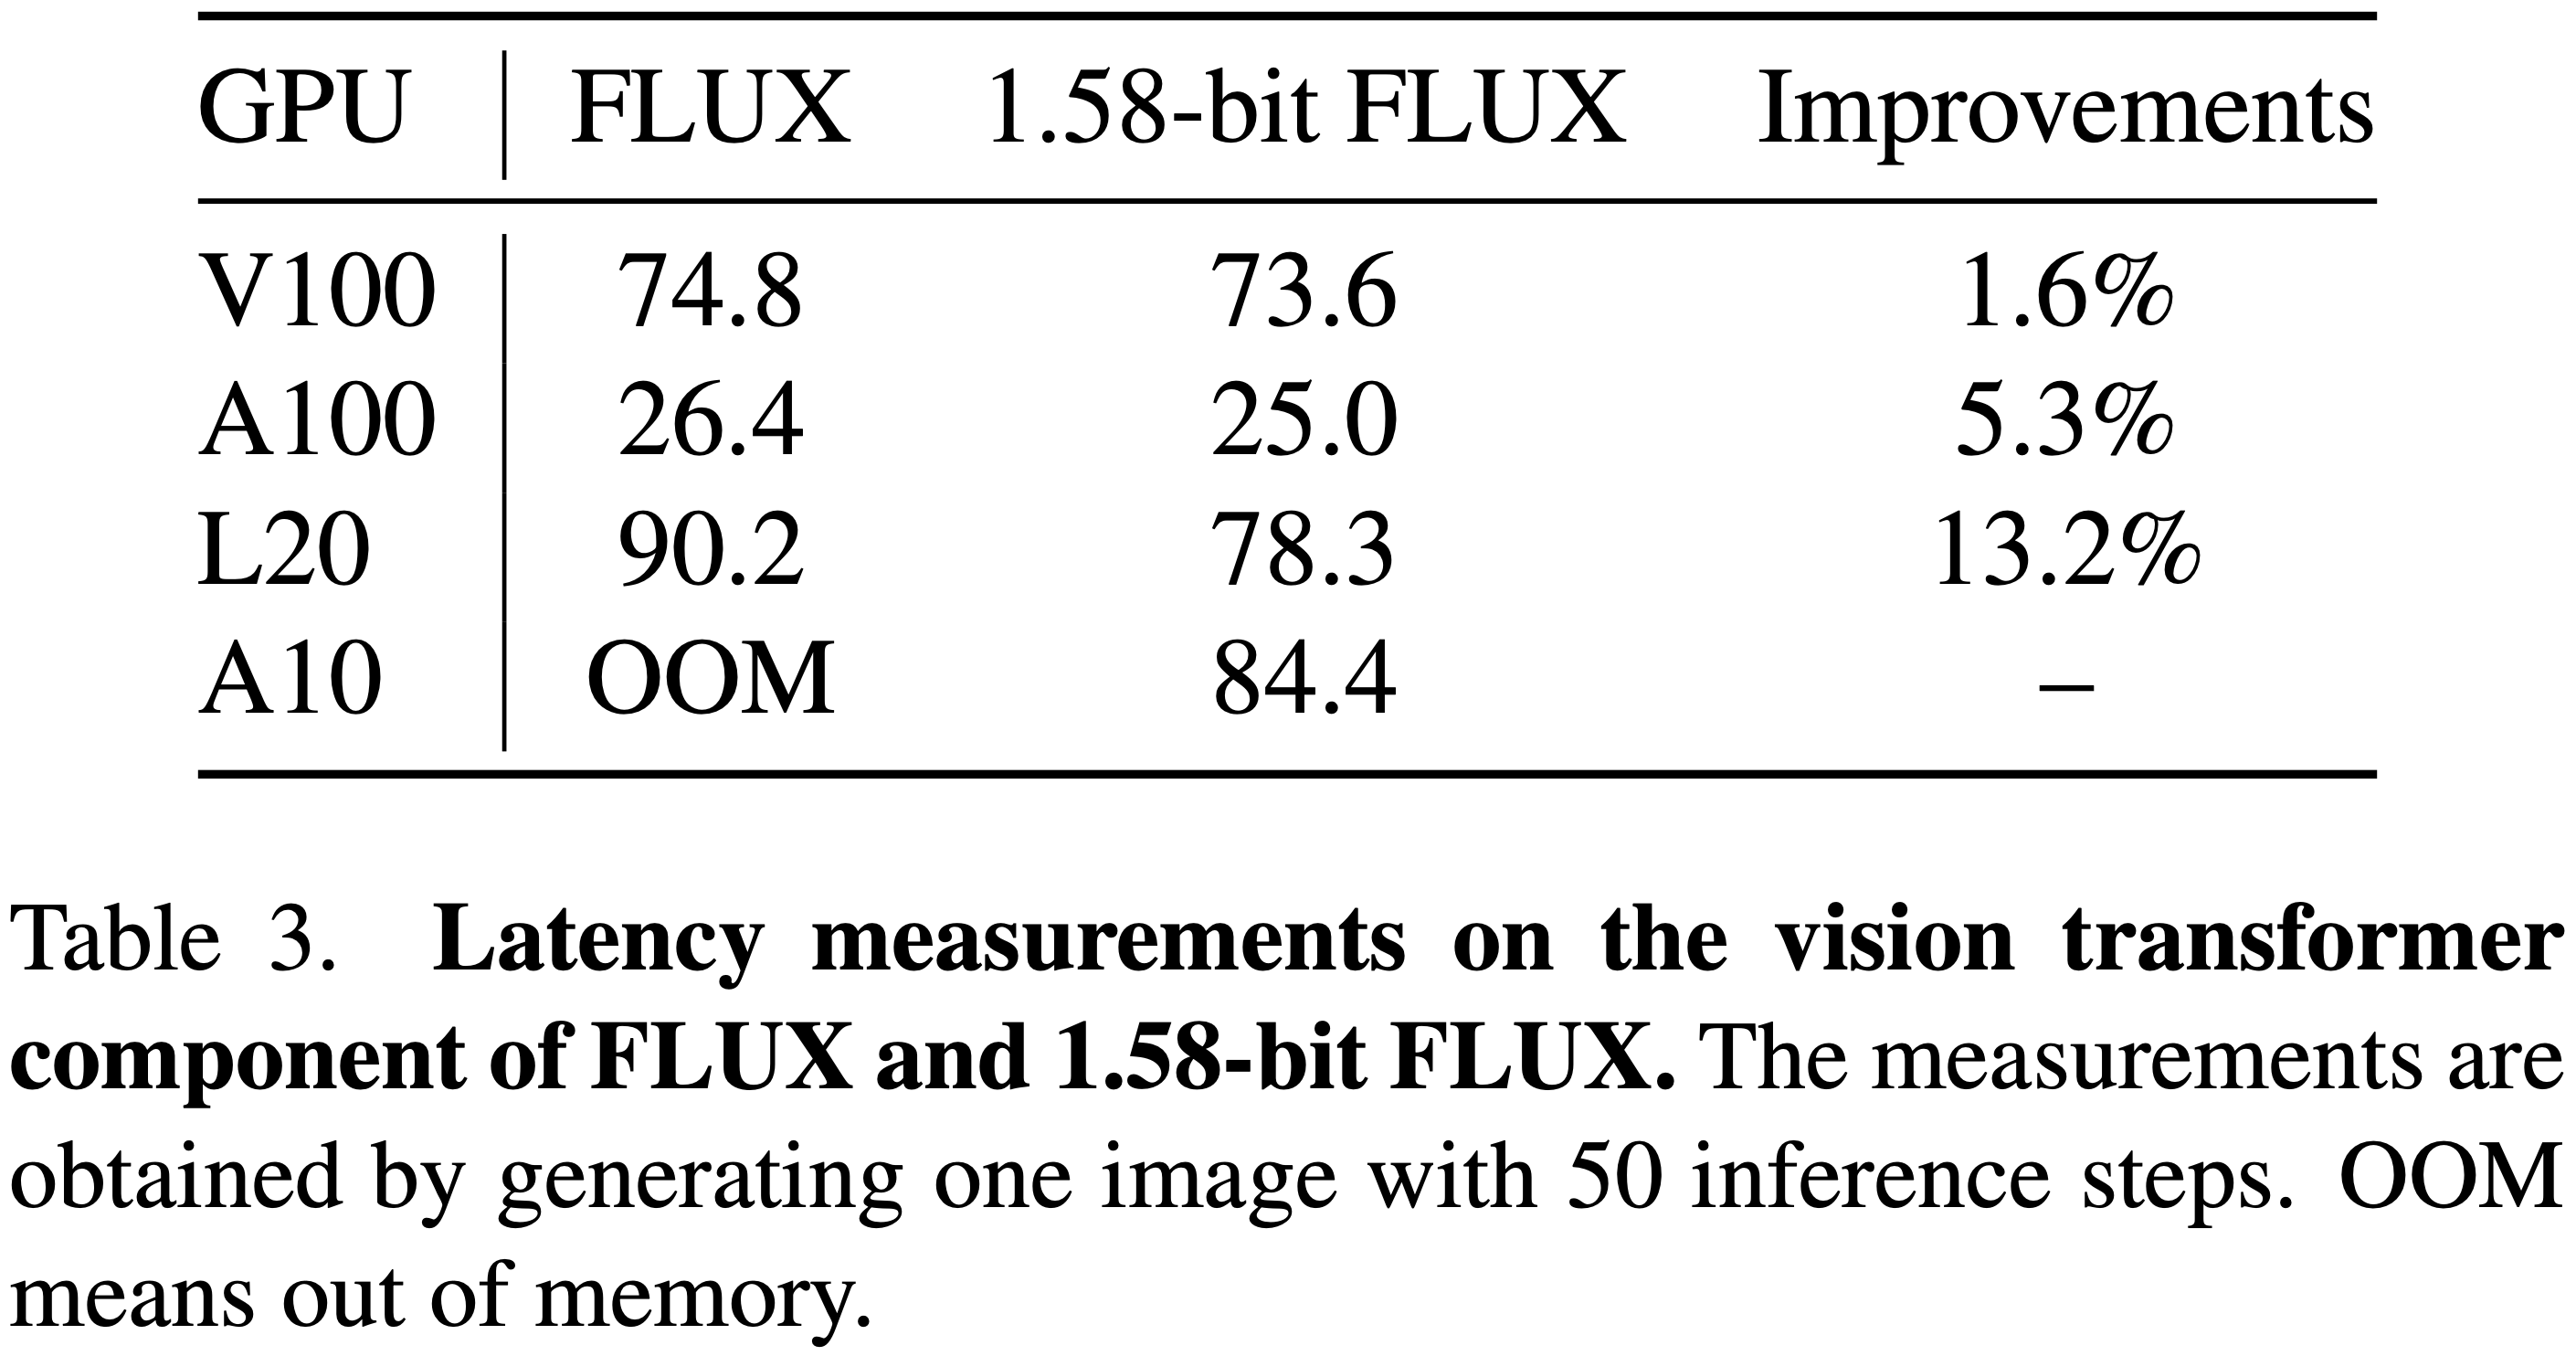 GPU FLUX 1.58-bit FLUX Improvements
V100 74.8 73.6 1.6%
A100 26.4 25.0 5.3%
L20 90.2 78.3 13.2%
A10 OOM 84.4 –
Table 3. Latency measurements on the vision transformer
component of FLUX and 1.58-bit FLUX. The measurements are
obtained by generating one image with 50 inference steps. OOM
means out of memory.